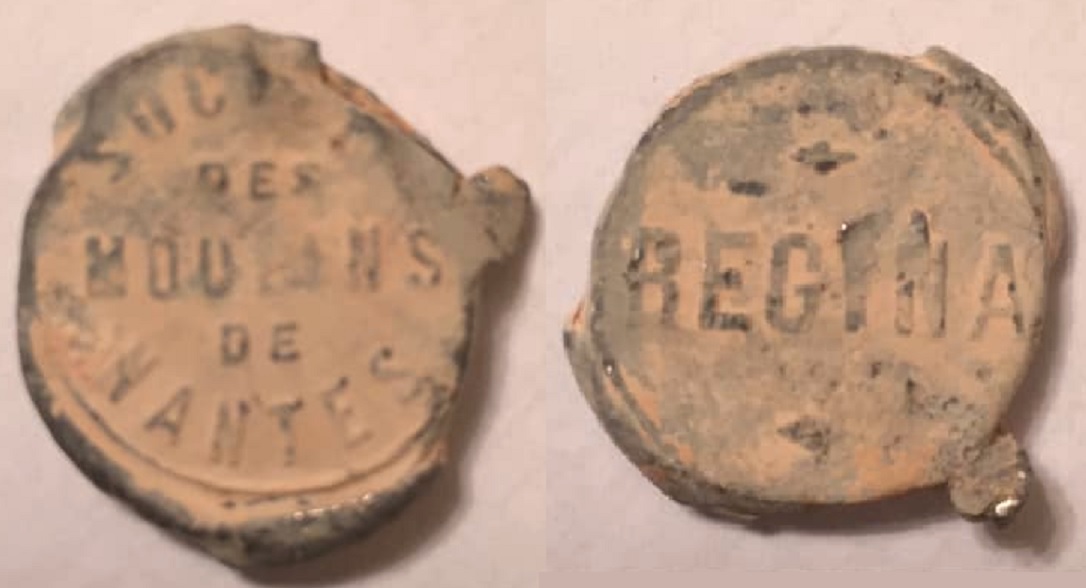 DES
MOULINS
DE
NANTES
REGINA